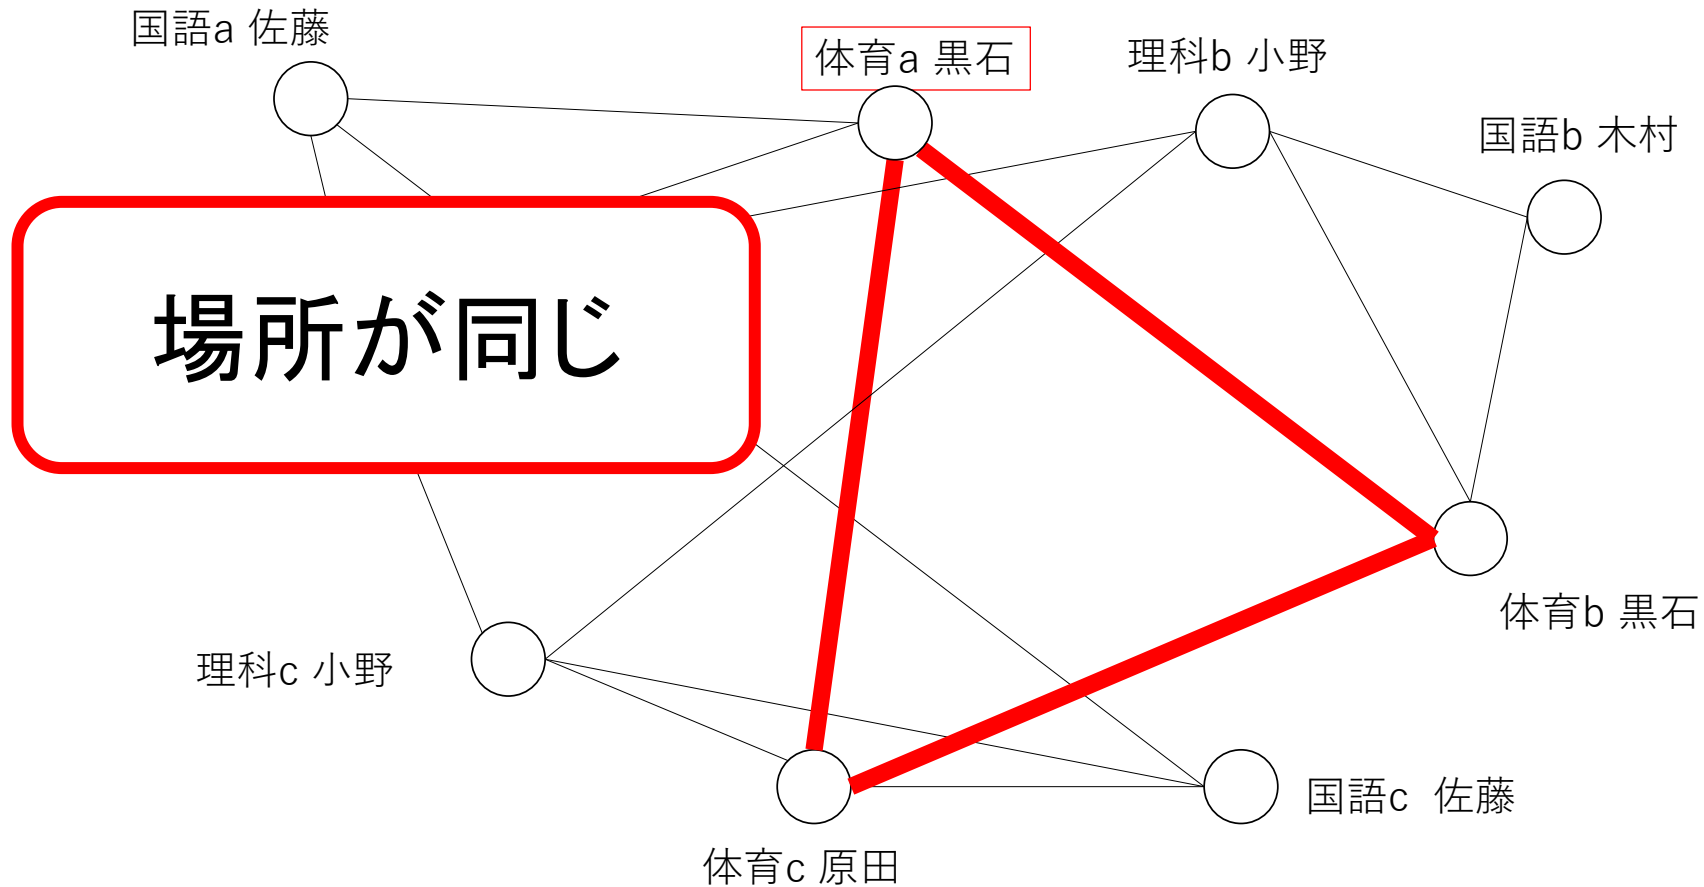 国語a 佐藤
体育a 黒石
理科b 小野
国語b 木村
場所が同じ
体育b 黒石
理科c 小野
国語c 佐藤
体育c 原田